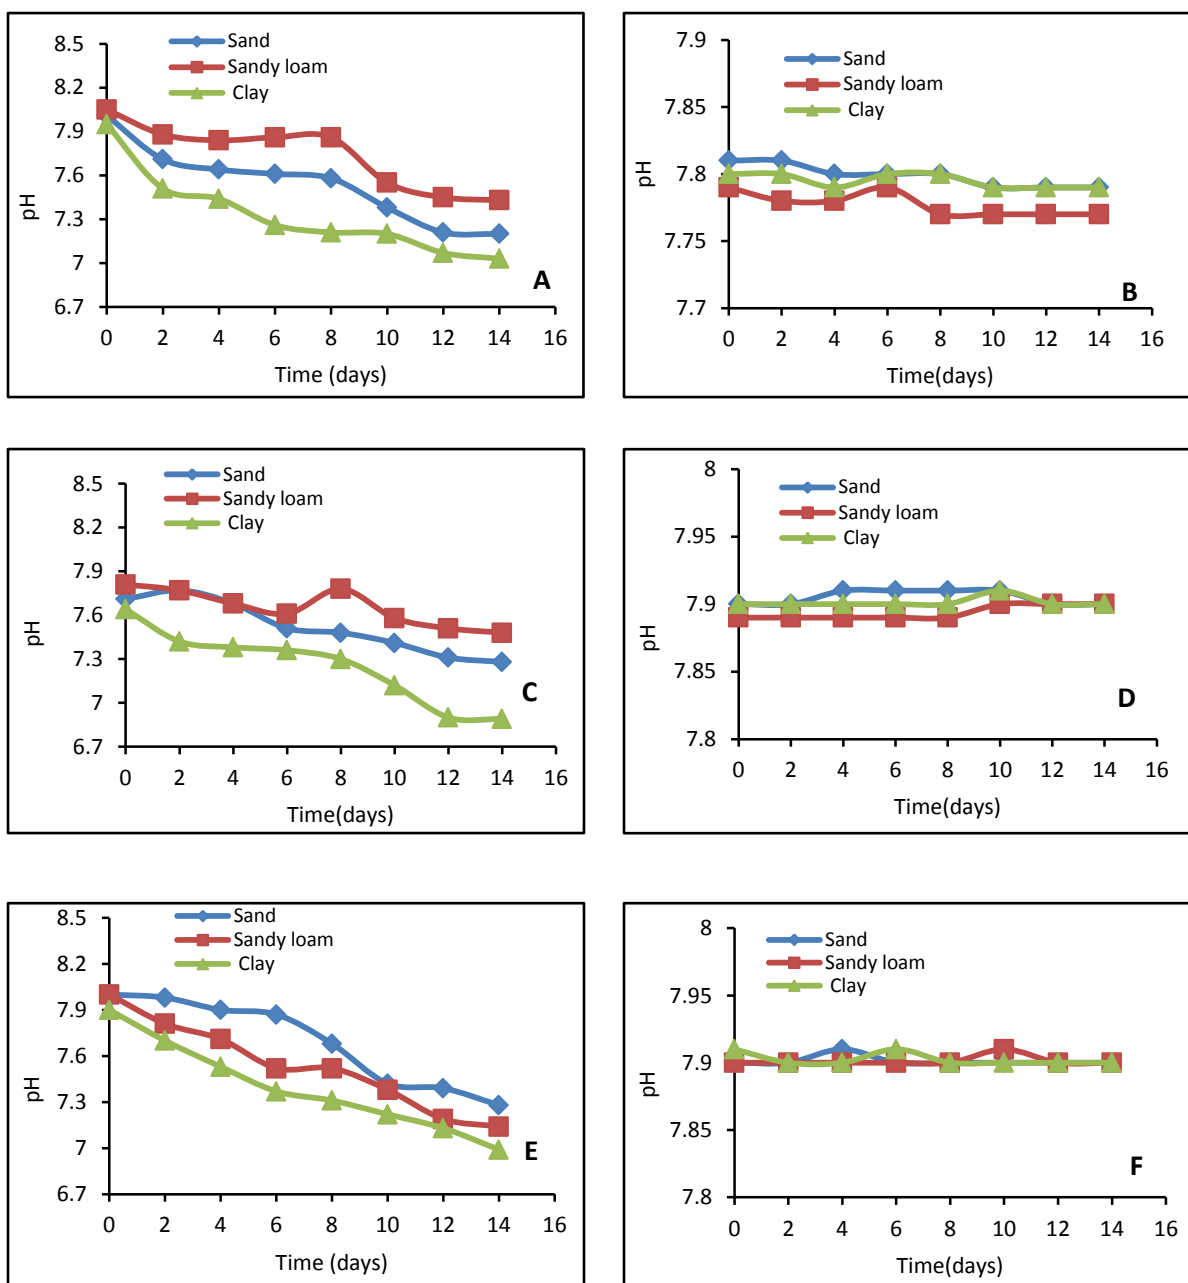 8.5
8.2
7.9
7.6
7.3
7
6.7
pH
Sand
Sandy loam
Clay
A
0 2 4 6 8 10 12 14 16
Time (days)
7.9
7.85
7.8
7.75
7.7
pH
Sand
Sandy loam
Clay
B
0 2 4 6 8 10 12 14 16
Time(days)
8.5
8.2
7.9
7.6
7.3
7
6.7
pH
Sand
Sandy loam
Clay
C
0 2 4 6 8 10 12 14 16
Time(days)
8
7.95
7.9
7.85
7.8
pH
Sand
Sandy loam
Clay
D
0 2 4 6 8 10 12 14 16
Time(days)
8.5
8.2
7.9
7.6
7.3
7
6.7
pH
Sand
Sandy loam
Clay
E
0 2 4 6 8 10 12 14 16
Time (days)
8
7.95
7.9
7.85
7.8
pH
Sand
Sandy loam
Clay
F
0 2 4 6 8 10 12 14 16
Time(days)